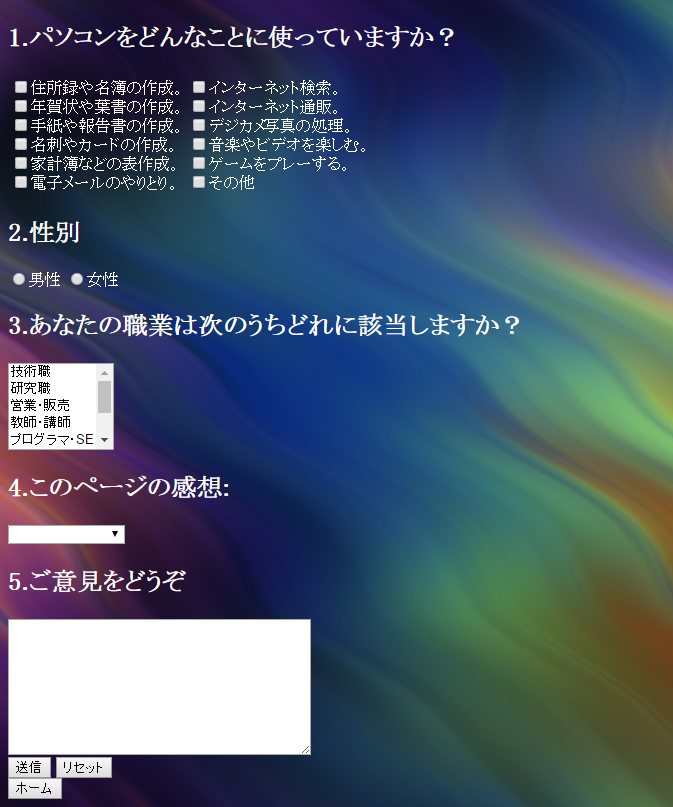 1.パソコンをどんなことに使っていますか？
住所録や名簿の作成。 インターネット検索。
年賀状や葉書の作成。 インターネット通販。
手紙や報告書の作成。 デジカメ写真の処理。
名刺やカードの作成。 音楽やビデオを楽しむ。
家計簿などの表作成。 ゲームをプレーする。
電子メールのやりとり。 その他
2.性別
男性 女性
3.あなたの職業は次のうちどれに該当しますか？
技術職
研究職
営業・販売
教師・講師
プログラマ・SE
4.このページの感想:
5.ご意見をどうぞ
送信 リセット
ホーム